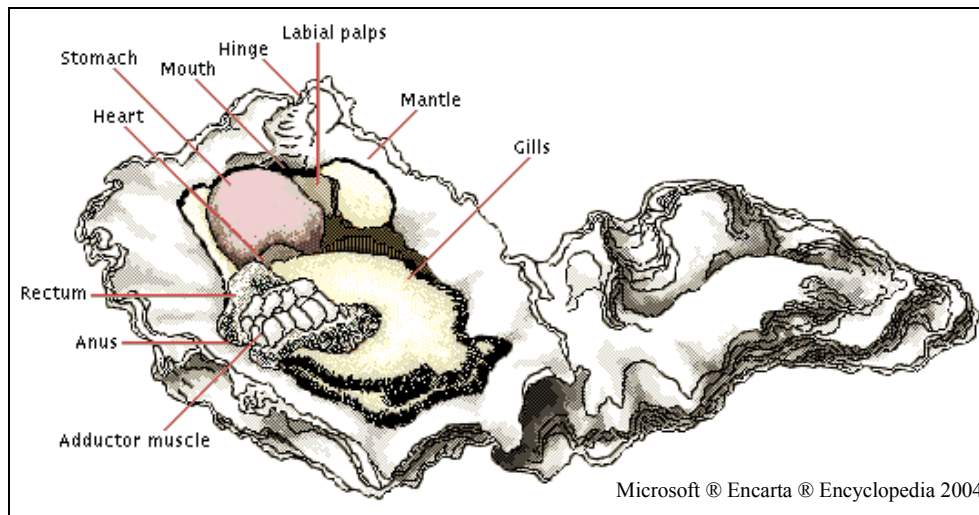 Labial palps
Hinge
Stomach
Mouth
Mantle
Heart
Gills
Rectum
Anus
Adductor muscle
Microsoft ® Encarta ® Encyclopedia 2004